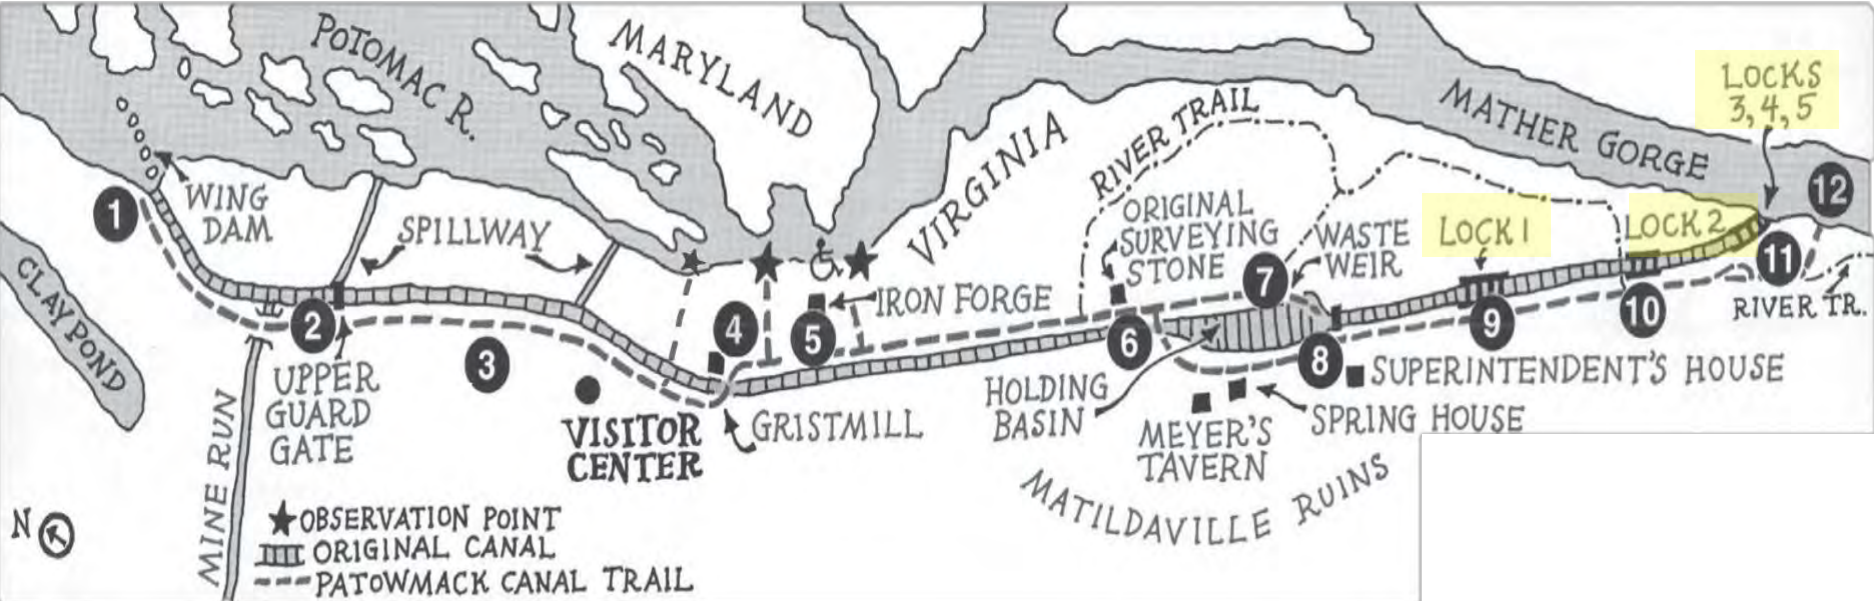 POTOMAC R.
MARYLAND
VIRGINIA
RIVER TRAIL
MATHER GORGE
LOCKS
3, 4, 5
12
1
WING
DAM
SPILLWAY
ORIGINAL
SURVEYING
STONE
WASTE
WEIR
LOCK 1
LOCK 2
11
RIVER TR.
CLAY POND
2
UPPER
GUARD
GATE
3
4
5
IRON FORGE
6
7
8
9
10
VISITOR
CENTER
GRISTMILL
HOLDING
BASIN
MEYER'S
TAVERN
SPRING HOUSE
SUPERINTENDENT'S HOUSE
MATILDAVILLE RUINS
MINE RUN
N
OBSERVATION POINT
ORIGINAL CANAL
PATOWMACK CANAL TRAIL